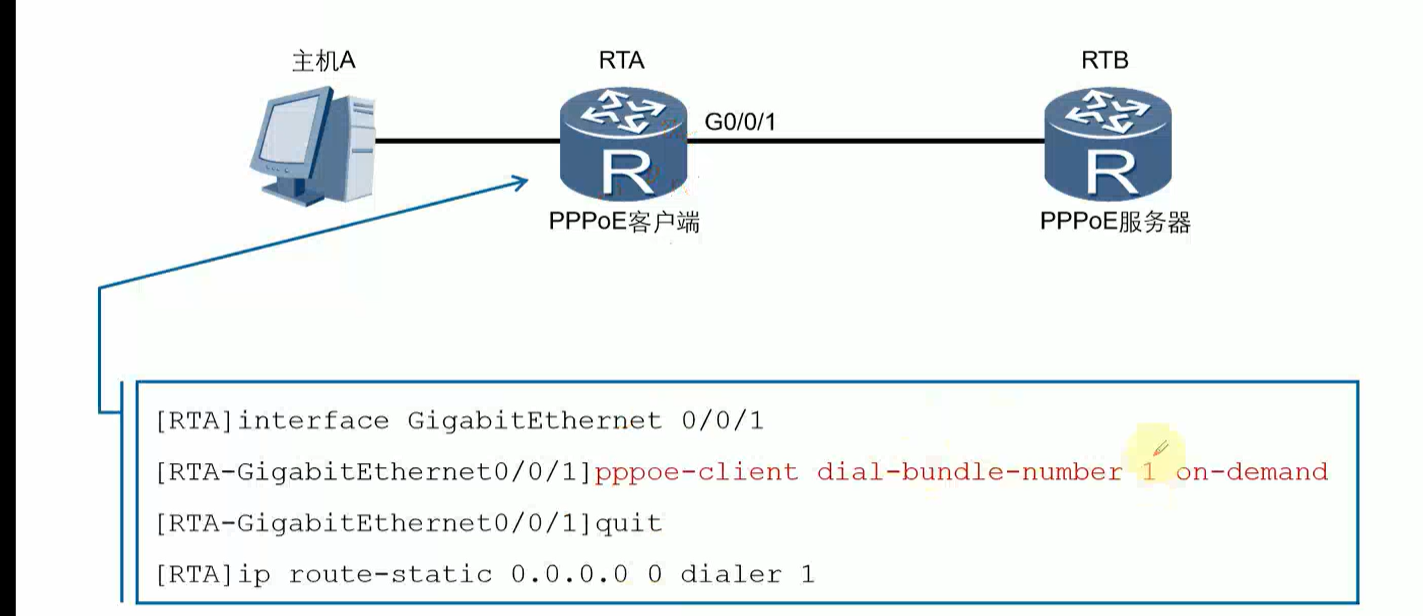 主机A
RTA
RTB
G0/0/1
R
R
PPPoE客户端
PPPoE服务器
[RTA]interface GigabitEthernet 0/0/1
[RTA-GigabitEthernet0/0/1]pppoe-client dial-bundle-number 1 on-demand
[RTA-GigabitEthernet0/0/1]quit
[RTA]ip route-static 0.0.0.0 0 dialer 1